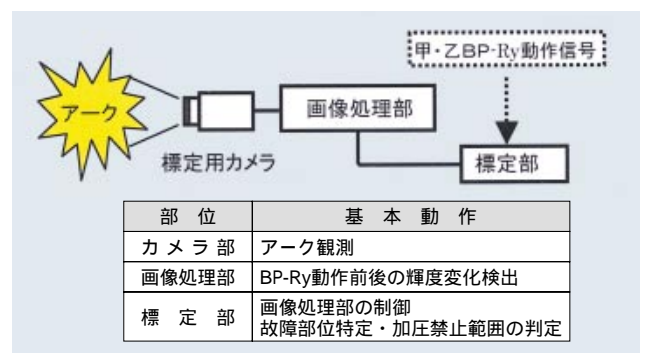 甲・乙BP-Ry動作信号
アーク
画像処理部
標定用カメラ
標定部
部 位 基 本 動 作
カメラ部 アーク観測
画像処理部 BP-Ry動作前後の輝度変化検出
標 定 部 画像処理部の制御
故障部位特定・加圧禁止範囲の判定